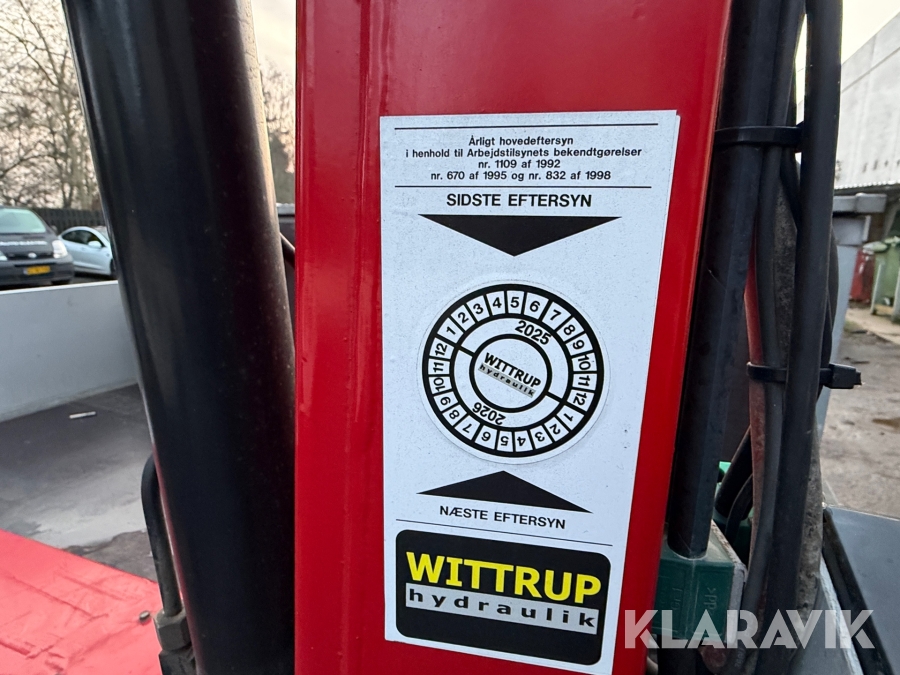 Årligt hovedeftersyn
i henhold til Arbejdstilsynets bekendtgørelser
nr. 1109 af 1992
nr. 670 af 1995 og nr. 832 af 1998
SIDSTE EFTERSYN
1 2 3 4 5 6 7 8 9 10 11 12
2025
WITTRUP
hydraulik
2026
1 2 3 4 5 6 7 8 9 10 11 12
NÆSTE EFTERSYN
WITTRUP
hydraulik
KLARAVIK